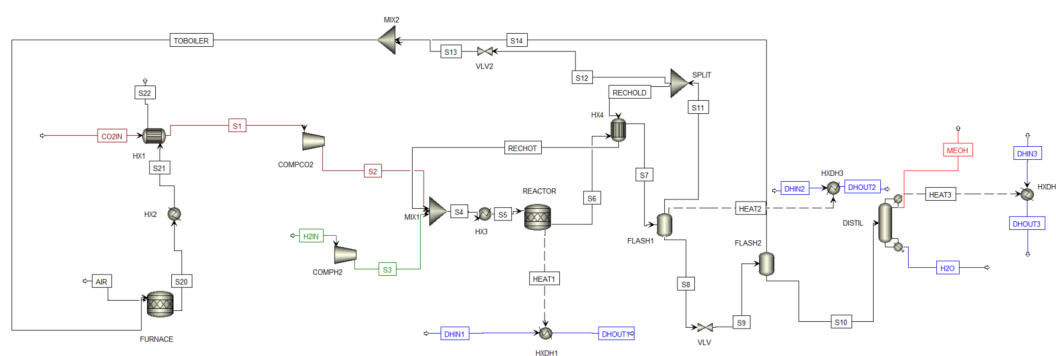 MIX2
TOBOILER
S14
S13
VLV2
S12
SPLIT
S22
RECHOLD
S11
HX4
CO2IN
S1
HX1
COMPCO2
RECHOT
S21
S2
S7
MEOH
DHIN3
HXDH3
DHIN2
DHOUT2
HEAT3
HXDH
REACTOR
S6
HX2
MIX1
S4
S5
HX3
HEAT2
DHOUT3
H2IN
FLASH1
DISTIL
FLASH2
COMPH2
S3
H2O
AIR
S20
HEAT1
S8
S9
S10
FURNACE
DHIN1
DHOUT1
HXDH1
VLV